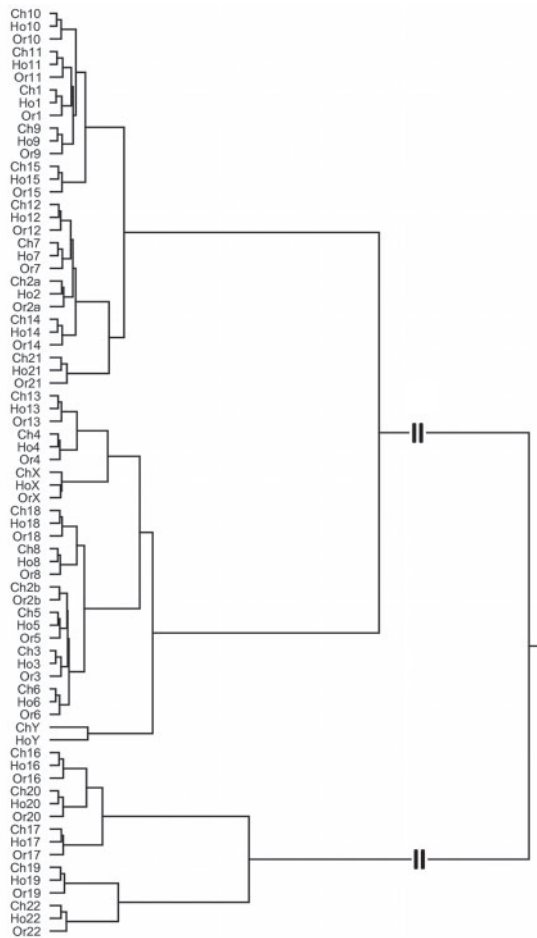 Ch10
Ho10
Or10
Ch11
Ho11
Or11
Ch1
Ho1
Or1
Ch9
Ho9
Or9
Ch15
Ho15
Or15
Ch12
Ho12
Or12
Ch7
Ho7
Or7
Ch2a
Ho2
Or2a
Ch14
Ho14
Or14
Ch21
Ho21
Or21
Ch13
Ho13
Or13
Ch4
Ho4
Or4
ChX
HoX
OrX
Ch18
Ho18
Or18
Ch8
Ho8
Or8
Ch2b
Or2b
Ch5
Ho5
Or5
Ch3
Ho3
Or3
Ch6
Ho6
Or6
ChY
HoY
Ch16
Ho16
Or16
Ch20
Ho20
Or20
Ch17
Ho17
Or17
Ch19
Ho19
Or19
Ch22
Ho22
Or22